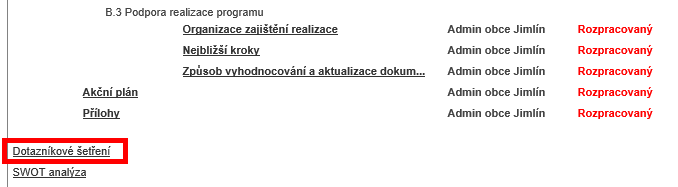 B.3 Podpora realizace programu
Organizace zajištění realizace Admin obce Jimlín Rozpracovaný
Nejbližší kroky Admin obce Jimlín Rozpracovaný
Způsob vyhodnocování a aktualizace dokum... Admin obce Jimlín Rozpracovaný
Akční plán Admin obce Jimlín Rozpracovaný
Přílohy Admin obce Jimlín Rozpracovaný
Dotazníkové šetření
SWOT analýza